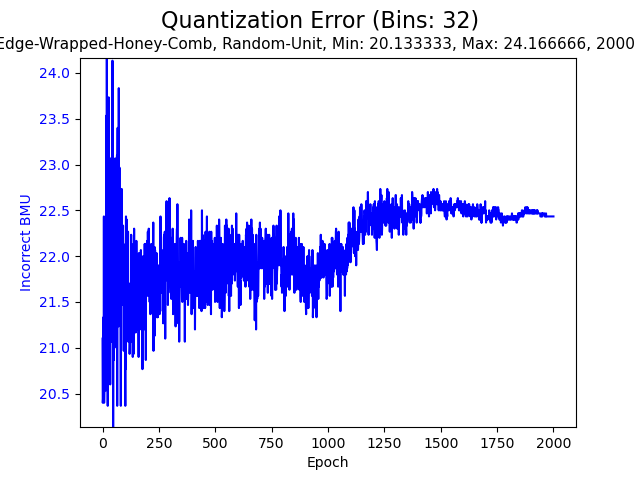 Quantization Error (Bins: 32)
Edge-Wrapped-Honey-Comb, Random-Unit, Min: 20.133333, Max: 24.166666, 2000
24.0
23.5
23.0
22.5
22.0
21.5
21.0
20.5
Incorrect BMU
0 250 500 750 1000 1250 1500 1750 2000
Epoch